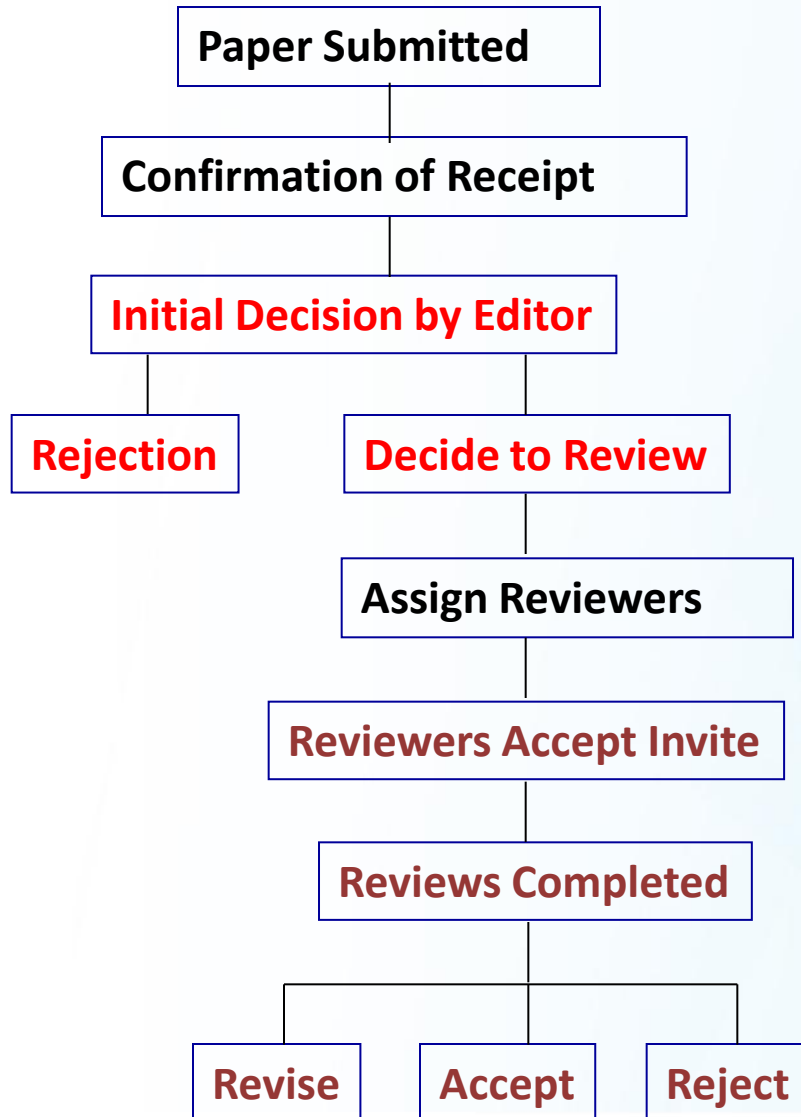 Paper Submitted
Confirmation of Receipt
Initial Decision by Editor
Rejection
Decide to Review
Assign Reviewers
Reviewers Accept Invite
Reviews Completed
Revise
Accept
Reject